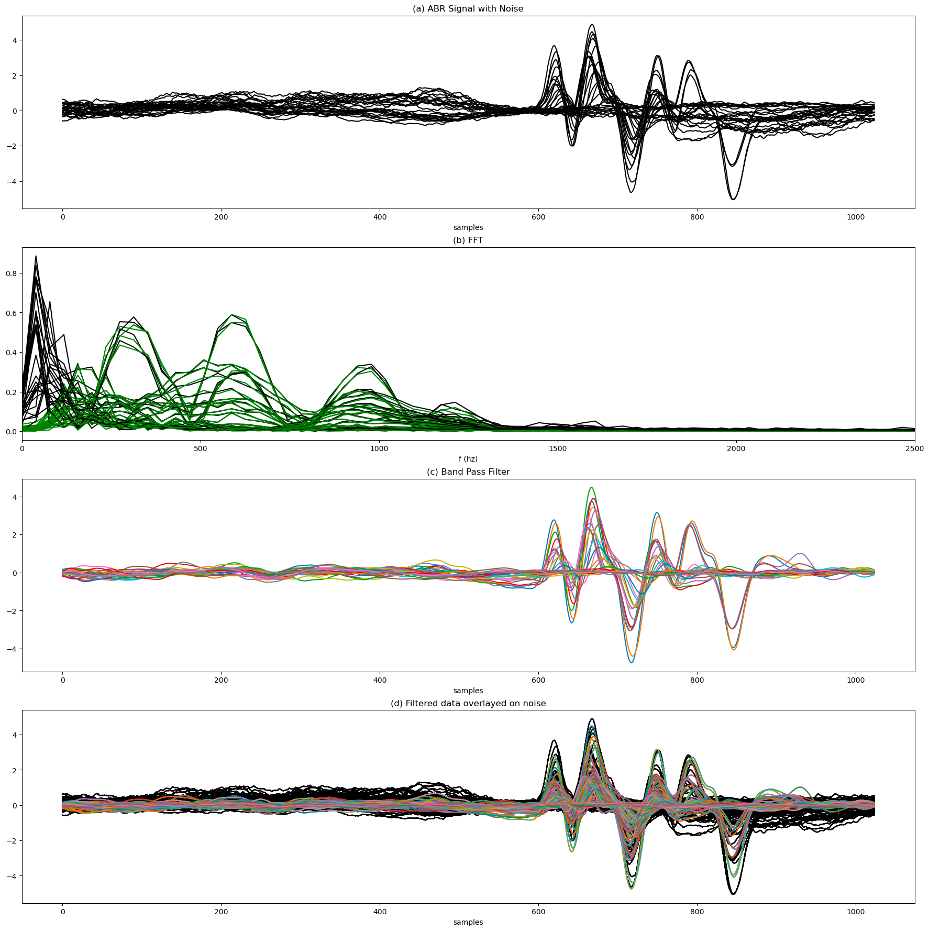 (a) ABR Signal with Noise
4
2
0
−2
−4
0 200 400 600 800 1000
samples
(b) FFT
0.8
0.6
0.4
0.2
0.0
0 500 1000 1500 2000 2500
f (hz)
(c) Band Pass Filter
4
2
0
−2
−4
0 200 400 600 800 1000
samples
(d) Filtered data overlayed on noise
4
2
0
−2
−4
0 200 400 600 800 1000
samples